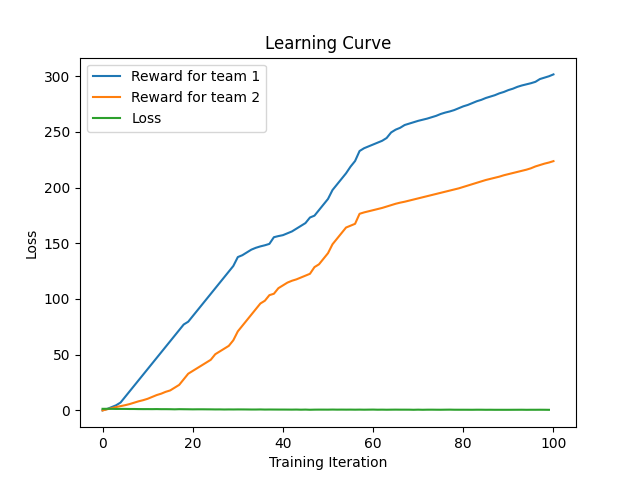 Learning Curve
Reward for team 1
Reward for team 2
Loss
300
250
200
150
100
50
0
Loss
0 20 40 60 80 100
Training Iteration